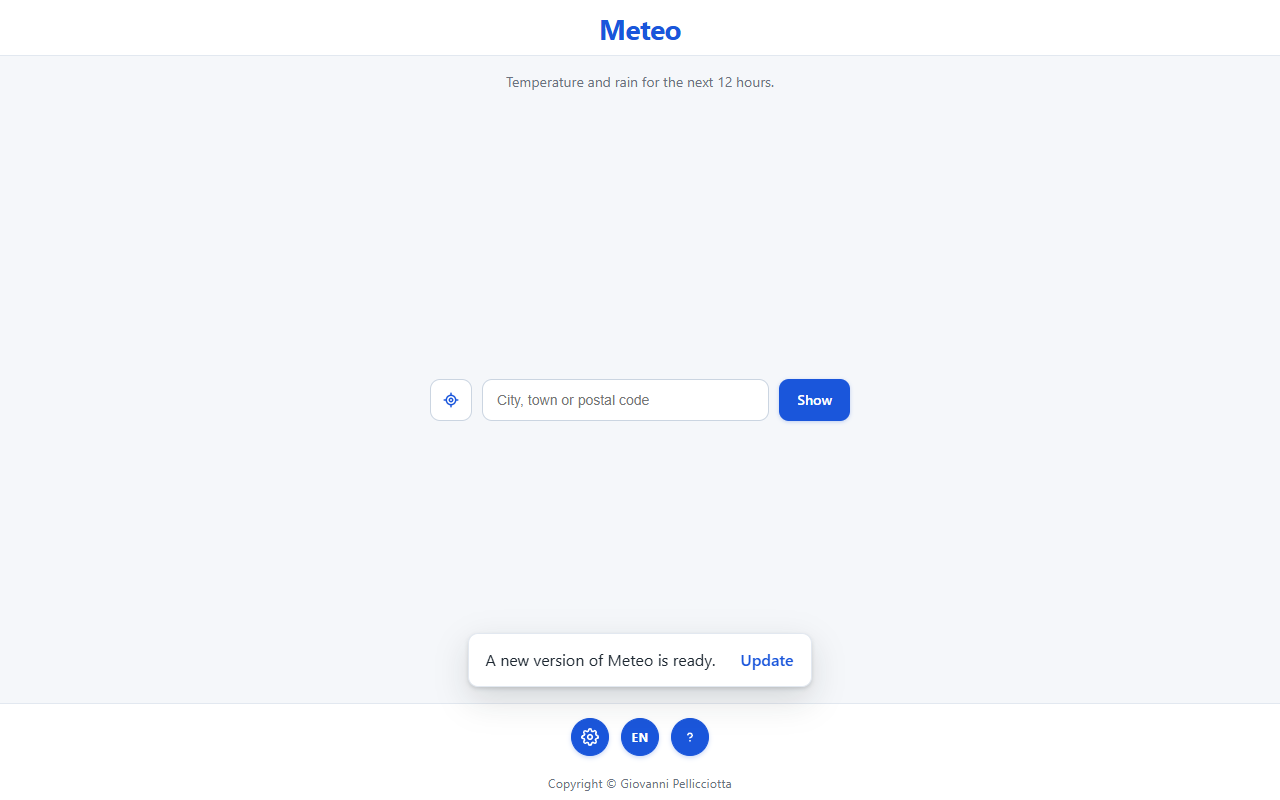 Meteo
Temperature and rain for the next 12 hours.
City, town or postal code
Show
A new version of Meteo is ready. Update
EN ?
Copyright © Giovanni Pellicciotta